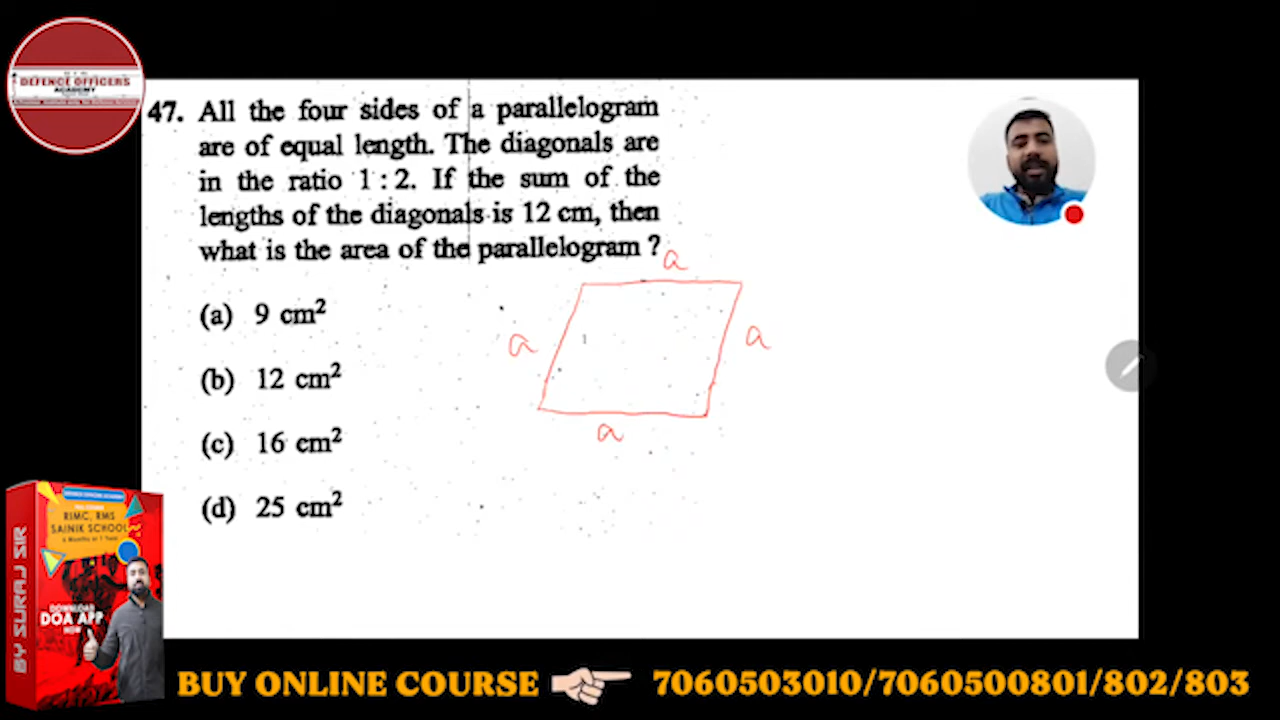 DEFENCE OFFICERS
ACADEMY
47. All the four sides of a parallelogram
are of equal length. The diagonals are
in the ratio 1 : 2. If the sum of the
lengths of the diagonals is 12 cm, then
what is the area of the parallelogram ?
(a) 9 cm²
(b) 12 cm²
(c) 16 cm²
(d) 25 cm²
a
a
a
a
BY SURAJ SIR
DEFENCE OFFICERS ACADEMY
RIMC, RMS
SAINIK SCHOOL
DOWNLOAD
DOA APP
NOW
BUY ONLINE COURSE 7060503010/7060500801/802/803